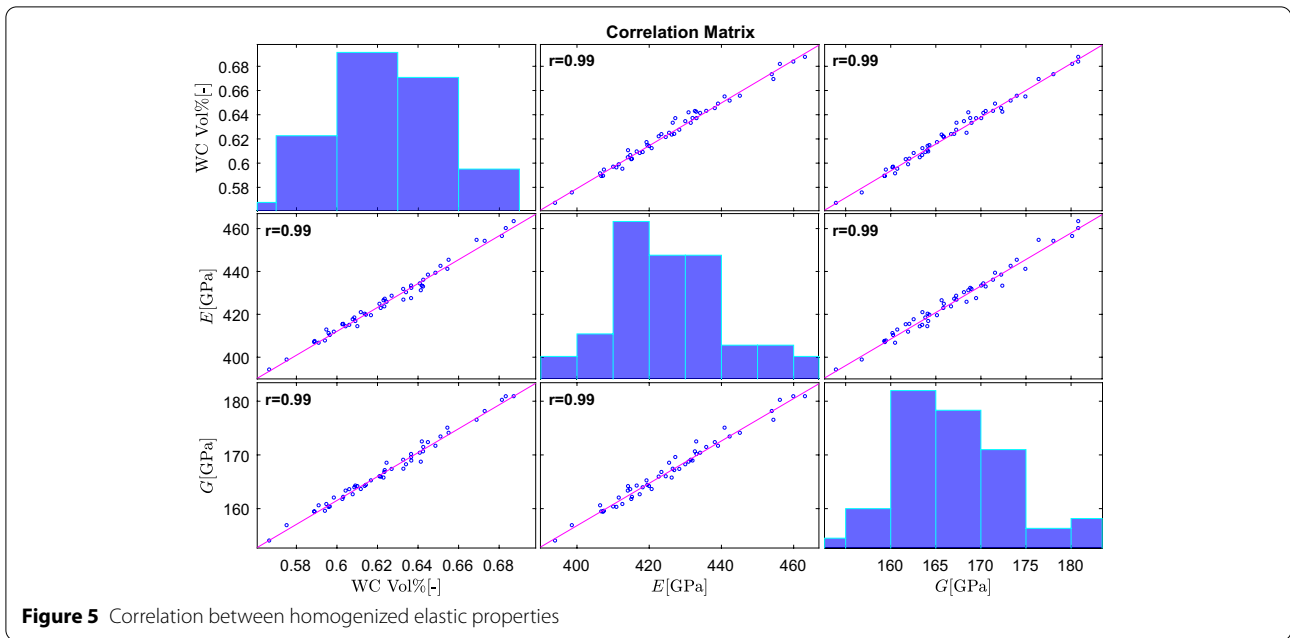 Correlation Matrix
WC Vol%[-]
0.68
0.66
0.64
0.62
0.6
0.58
r=0.99
r=0.99
E[GPa]
460
440
420
400
r=0.99
r=0.99
G[GPa]
180
170
160
r=0.99
r=0.99
0.58 0.6 0.62 0.64 0.66 0.68
400 420 440 460
160 165 170 175 180
WC Vol%[-]
E[GPa]
G[GPa]
Figure 5 Correlation between homogenized elastic properties